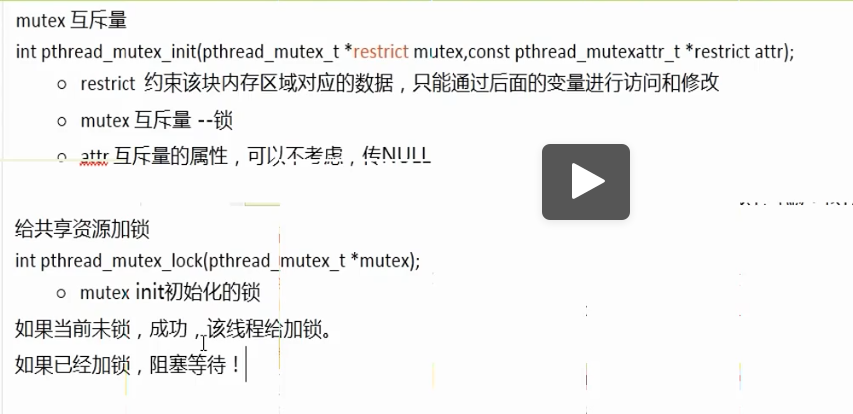 mutex 互斥量
int pthread_mutex_init(pthread_mutex_t *restrict mutex,const pthread_mutexattr_t *restrict attr);
restrict 约束该块内存区域对应的数据，只能通过后面的变量进行访问和修改
mutex 互斥量 --锁
attr 互斥量的属性，可以不考虑，传NULL
给共享资源加锁
int pthread_mutex_lock(pthread_mutex_t *mutex);
mutex init初始化的锁
如果当前未锁，成功，该线程给加锁。
如果已经加锁，阻塞等待！